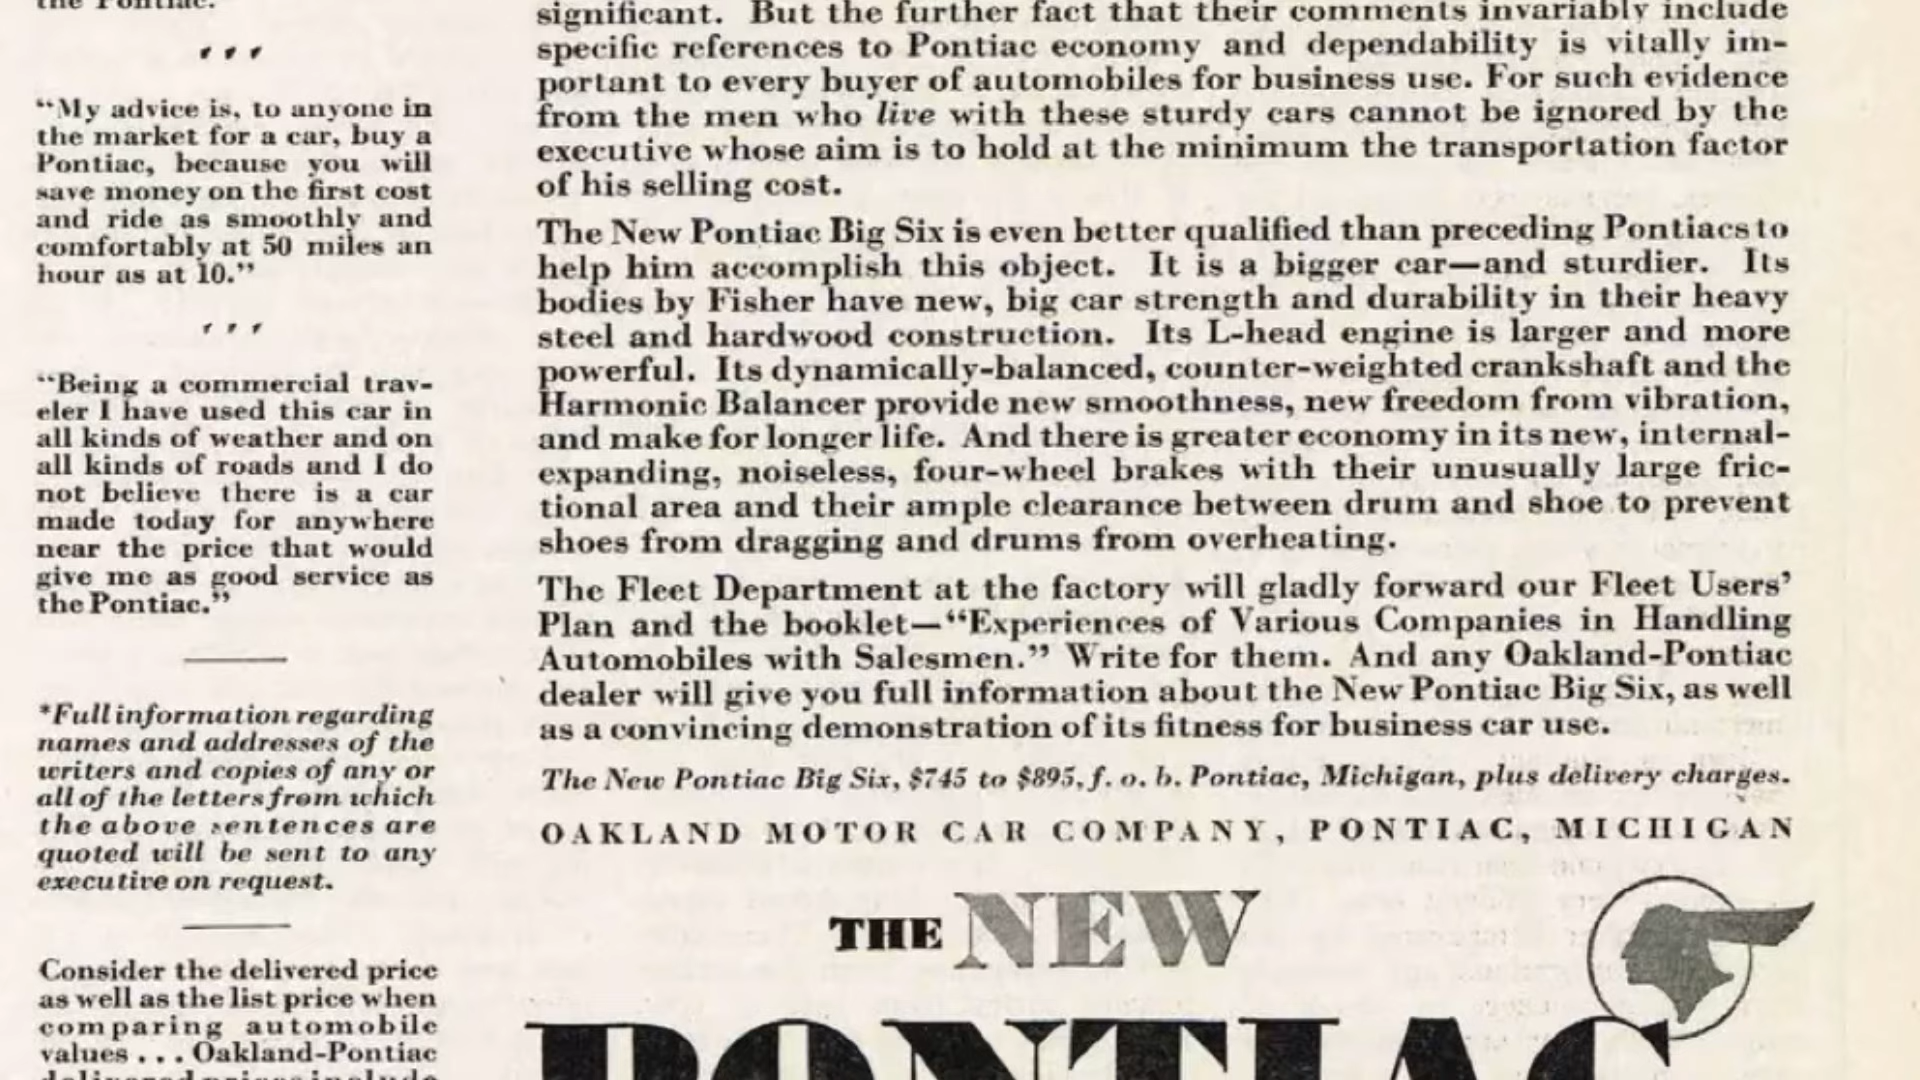 the Pontiac."
"My advice is, to anyone in
the market for a car, buy a
Pontiac, because you will
save money on the first cost
and ride as smoothly and
comfortably at 50 miles an
hour as at 10."
"Being a commercial trav-
eler I have used this car in
all kinds of weather and on
all kinds of roads and I do
not believe there is a car
made today for anywhere
near the price that would
give me as good service as
the Pontiac."
*Full information regarding
names and addresses of the
writers and copies of any or
all of the letters from which
the above sentences are
quoted will be sent to any
executive on request.
Consider the delivered price
as well as the list price when
comparing automobile
values . . . Oakland-Pontiac
delivered prices include
significant. But the further fact that their comments invariably include
specific references to Pontiac economy and dependability is vitally im-
portant to every buyer of automobiles for business use. For such evidence
from the men who live with these sturdy cars cannot be ignored by the
executive whose aim is to hold at the minimum the transportation factor
of his selling cost.
The New Pontiac Big Six is even better qualified than preceding Pontiacs to
help him accomplish this object. It is a bigger car—and sturdier. Its
bodies by Fisher have new, big car strength and durability in their heavy
steel and hardwood construction. Its L-head engine is larger and more
powerful. Its dynamically-balanced, counter-weighted crankshaft and the
Harmonic Balancer provide new smoothness, new freedom from vibration,
and make for longer life. And there is greater economy in its new, internal-
expanding, noiseless, four-wheel brakes with their unusually large fric-
tional area and their ample clearance between drum and shoe to prevent
shoes from dragging and drums from overheating.
The Fleet Department at the factory will gladly forward our Fleet Users'
Plan and the booklet—"Experiences of Various Companies in Handling
Automobiles with Salesmen." Write for them. And any Oakland-Pontiac
dealer will give you full information about the New Pontiac Big Six, as well
as a convincing demonstration of its fitness for business car use.
The New Pontiac Big Six, $745 to $895, f. o. b. Pontiac, Michigan, plus delivery charges.
OAKLAND MOTOR CAR COMPANY, PONTIAC, MICHIGAN
THE NEW
PONTIAC